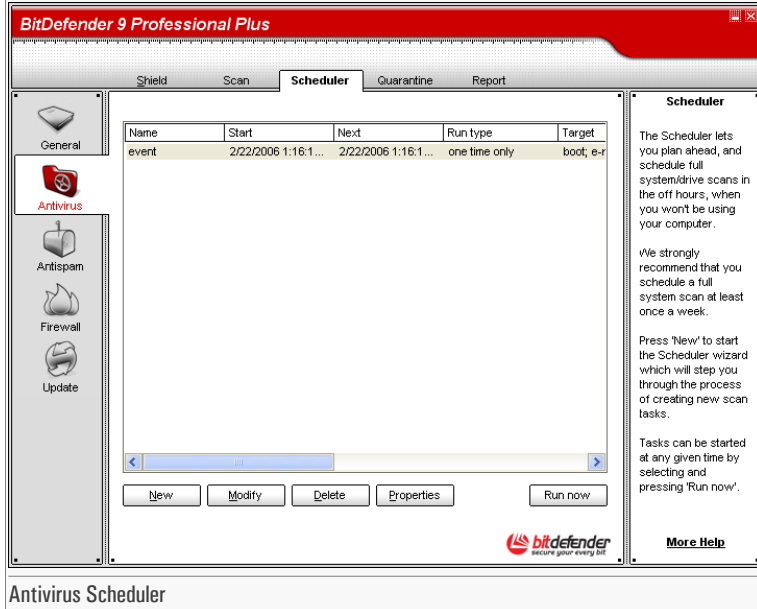 BitDefender 9 Professional Plus
Shield Scan Scheduler Quarantine Report
General
Antivirus
Antispam
Firewall
Update
Name Start Next Run type Target
event 2/22/2006 1:16:1... 2/22/2006 1:16:1... one time only boot; e-r
New Modify Delete Properties Run now
bitdefender
secure your every bit
Scheduler
The Scheduler lets
you plan ahead, and
schedule full
system/drive scans in
the off hours, when
you won't be using
your computer.
We strongly
recommend that you
schedule a full
system scan at least
once a week.
Press 'New' to start
the Scheduler wizard
which will step you
through the process
of creating new scan
tasks.
Tasks can be started
at any given time by
selecting and
pressing 'Run now'.
More Help
Antivirus Scheduler